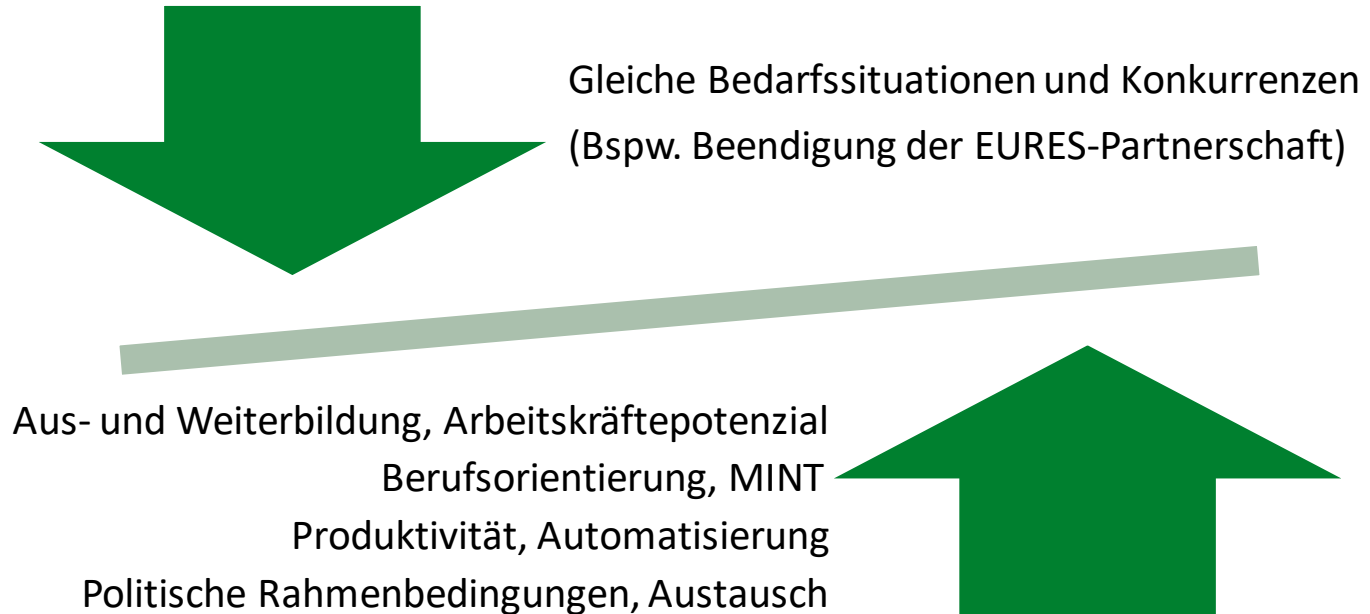 Gleiche Bedarfssituationen und Konkurrenzen
(Bspw. Beendigung der EURES-Partnerschaft)
Aus- und Weiterbildung, Arbeitskräftepotenzial
Berufsorientierung, MINT
Produktivität, Automatisierung
Politische Rahmenbedingungen, Austausch